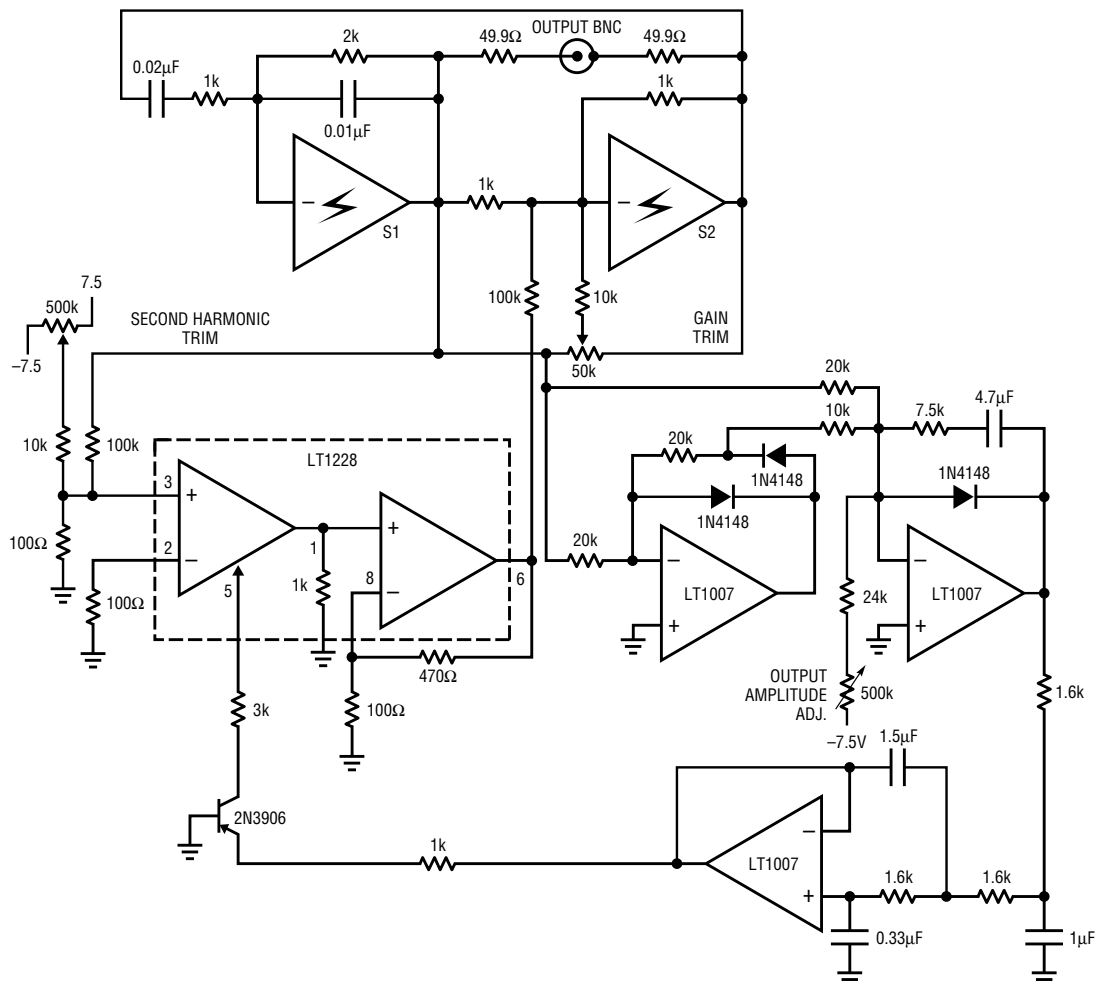 OUTPUT BNC
2k
49.9Ω
49.9Ω
0.02µF
1k
1k
0.01µF
–
S1
1k
–
S2
7.5
500k
–7.5
SECOND HARMONIC
TRIM
100k
10k
GAIN
TRIM
50k
20k
10k
7.5k
4.7µF
10k
100k
LT1228
20k
1N4148
1N4148
1N4148
3
+
2
–
5
100Ω
100Ω
1
1k
+
8
–
6
20k
–
LT1007
+
–
LT1007
+
24k
470Ω
100Ω
OUTPUT
AMPLITUDE
ADJ.
500k
–7.5V
1.6k
3k
1.5µF
2N3906
1k
–
LT1007
+
1.6k
1.6k
0.33µF
1µF